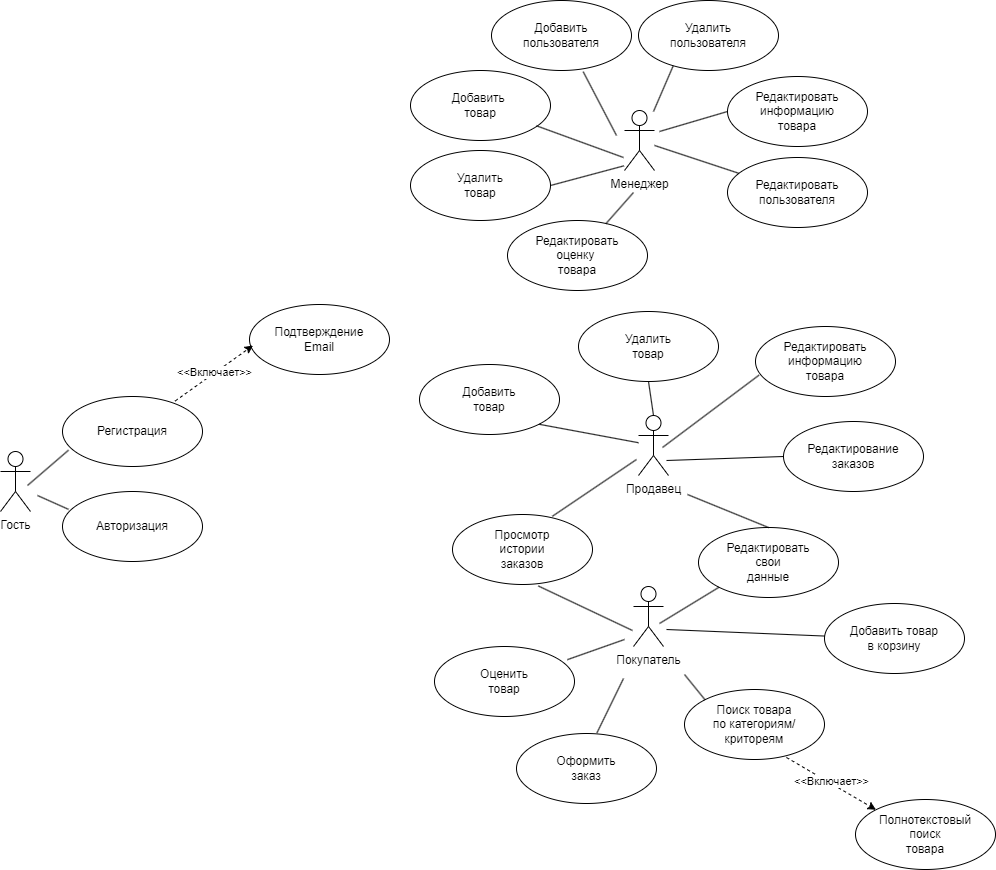 Добавить
пользователя
Удалить
пользователя
Добавить
товар
Редактировать
информацию
товара
Удалить
товар
Менеджер
Редактировать
пользователя
Редактировать
оценку
товара
Подтверждение
Email
<<Включает>>
Регистрация
Гость
Авторизация
Удалить
товар
Редактировать
информацию
товара
Добавить
товар
Редактирование
заказов
Продавец
Просмотр
истории
заказов
Редактировать
свои
данные
Покупатель
Добавить товар
в корзину
Оценить
товар
Поиск товара
по категориям/
критореям
Оформить
заказ
<<Включает>>
Полнотекстовый
поиск
товара